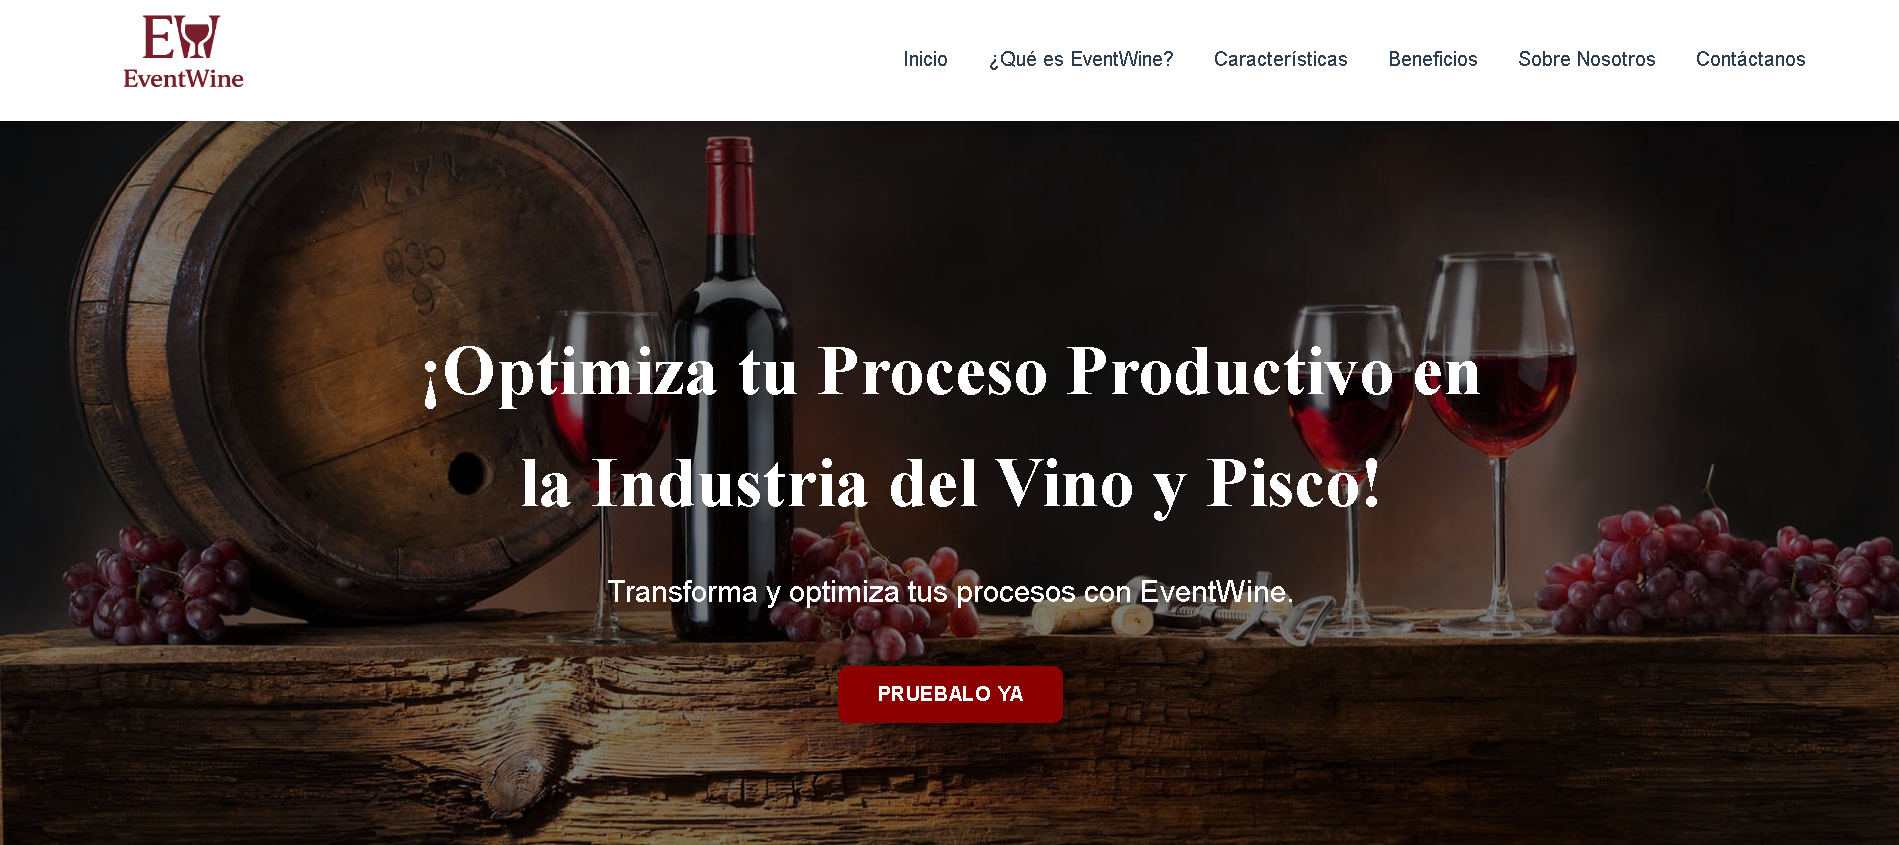 EW
EventWine
Inicio ¿Qué es EventWine? Características Beneficios Sobre Nosotros Contáctanos
¡Optimiza tu Proceso Productivo en
la Industria del Vino y Pisco!
Transforma y optimiza tus procesos con EventWine.
PRUEBALO YA